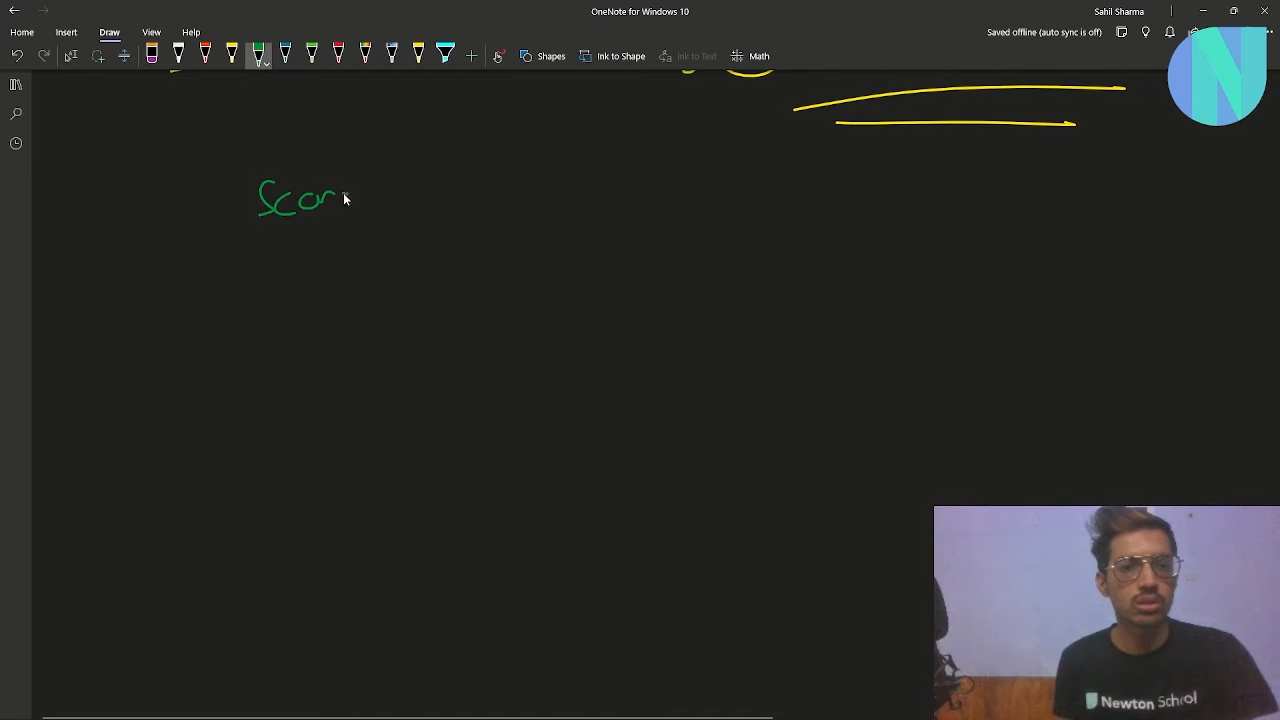 OneNote for Windows 10
Sahil Sharma
Home Insert Draw View Help
Saved offline (auto sync is off)
Shapes Ink to Shape Ink to Text Math
Scan
Newton School